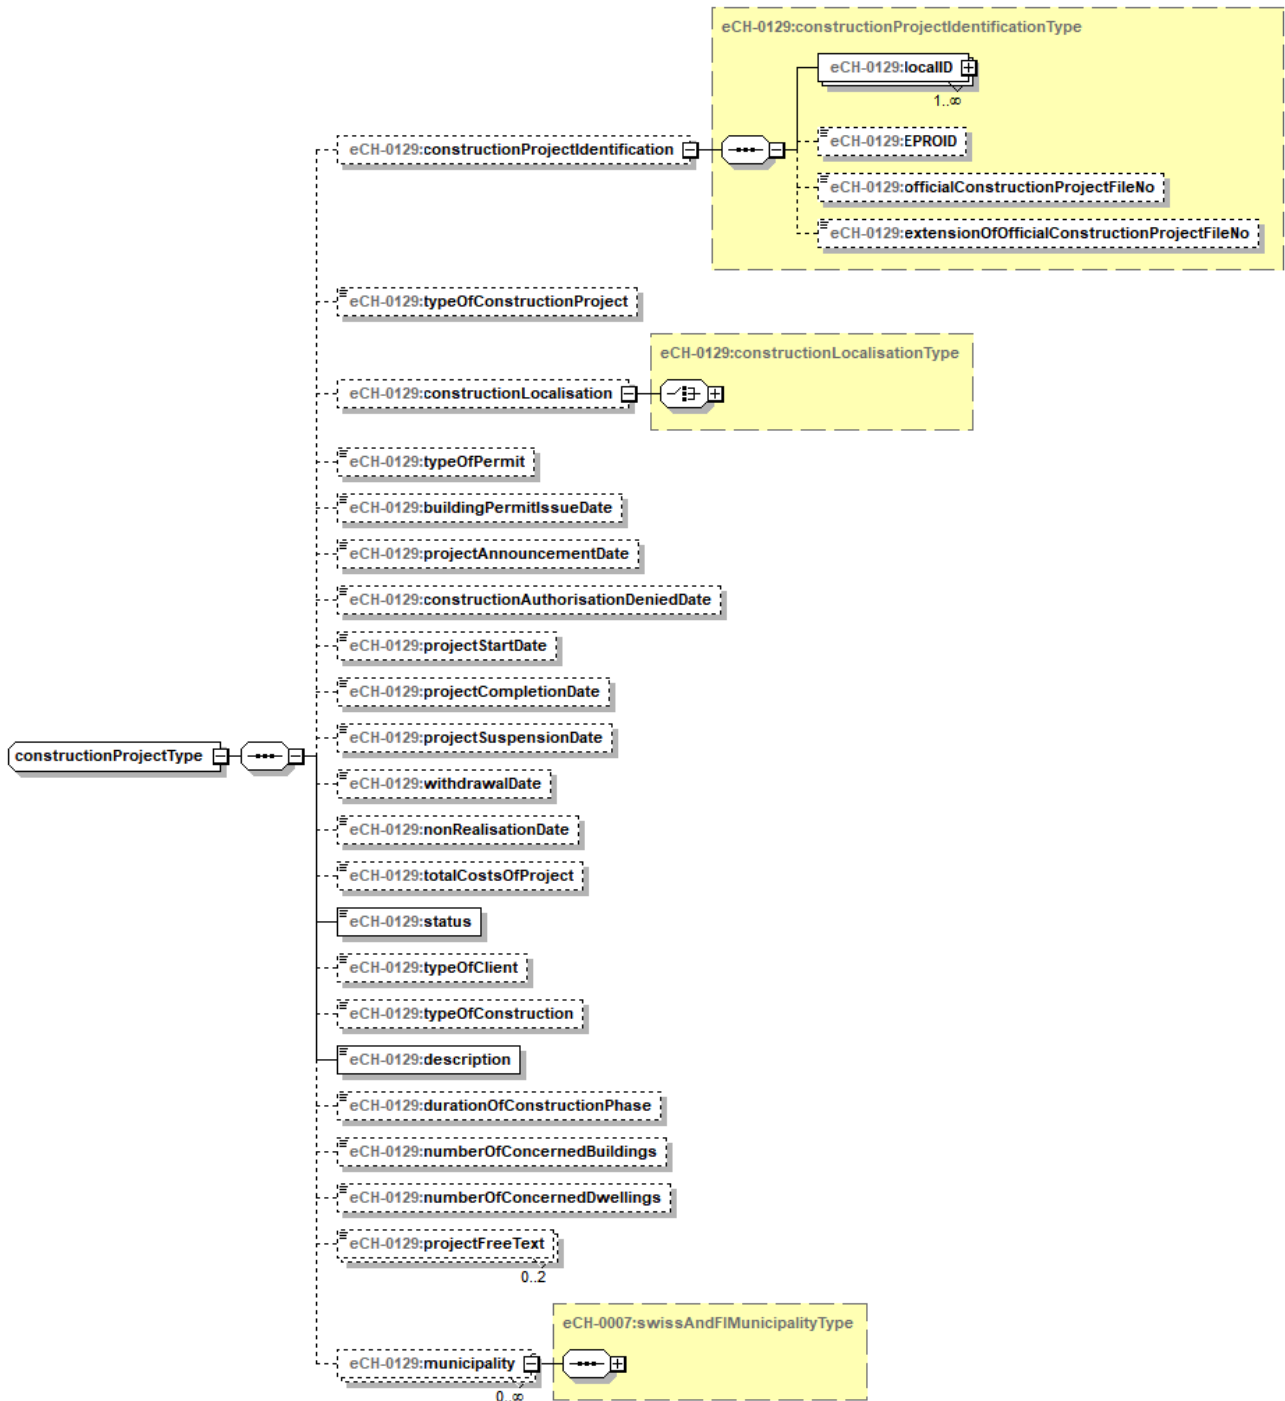 eCH-0129:constructionProjectIdentificationType
eCH-0129:localID
1..∞
eCH-0129:constructionProjectIdentification
eCH-0129:EPROID
eCH-0129:officialConstructionProjectFileNo
eCH-0129:extensionOfOfficialConstructionProjectFileNo
eCH-0129:typeOfConstructionProject
eCH-0129:constructionLocalisationType
eCH-0129:constructionLocalisation
eCH-0129:typeOfPermit
eCH-0129:buildingPermitIssueDate
eCH-0129:projectAnnouncementDate
eCH-0129:constructionAuthorisationDeniedDate
eCH-0129:projectStartDate
eCH-0129:projectCompletionDate
eCH-0129:projectSuspensionDate
constructionProjectType
eCH-0129:withdrawalDate
eCH-0129:nonRealisationDate
eCH-0129:totalCostsOfProject
eCH-0129:status
eCH-0129:typeOfClient
eCH-0129:typeOfConstruction
eCH-0129:description
eCH-0129:durationOfConstructionPhase
eCH-0129:numberOfConcernedBuildings
eCH-0129:numberOfConcernedDwellings
eCH-0129:projectFreeText
0..2
eCH-0007:swissAndFlMunicipalityType
eCH-0129:municipality
0..∞